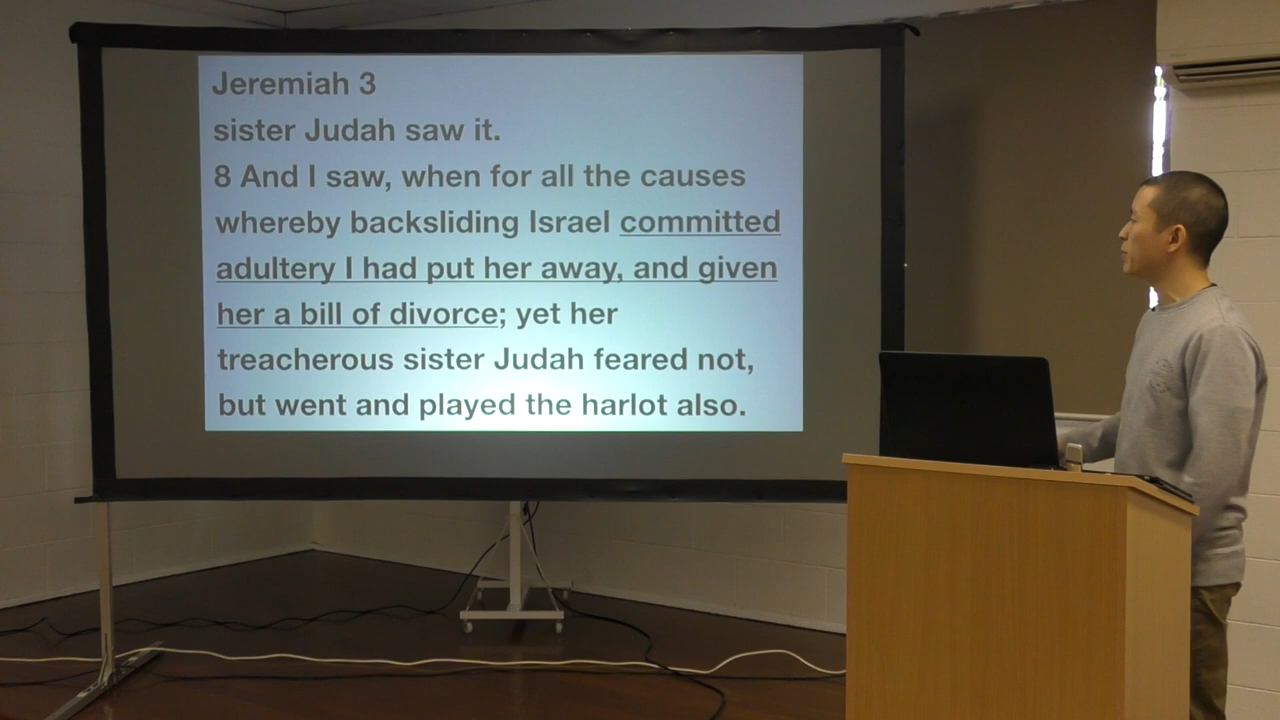 Jeremiah 3
sister Judah saw it.
8 And I saw, when for all the causes
whereby backsliding Israel committed
adultery I had put her away, and given
her a bill of divorce; yet her
treacherous sister Judah feared not,
but went and played the harlot also.